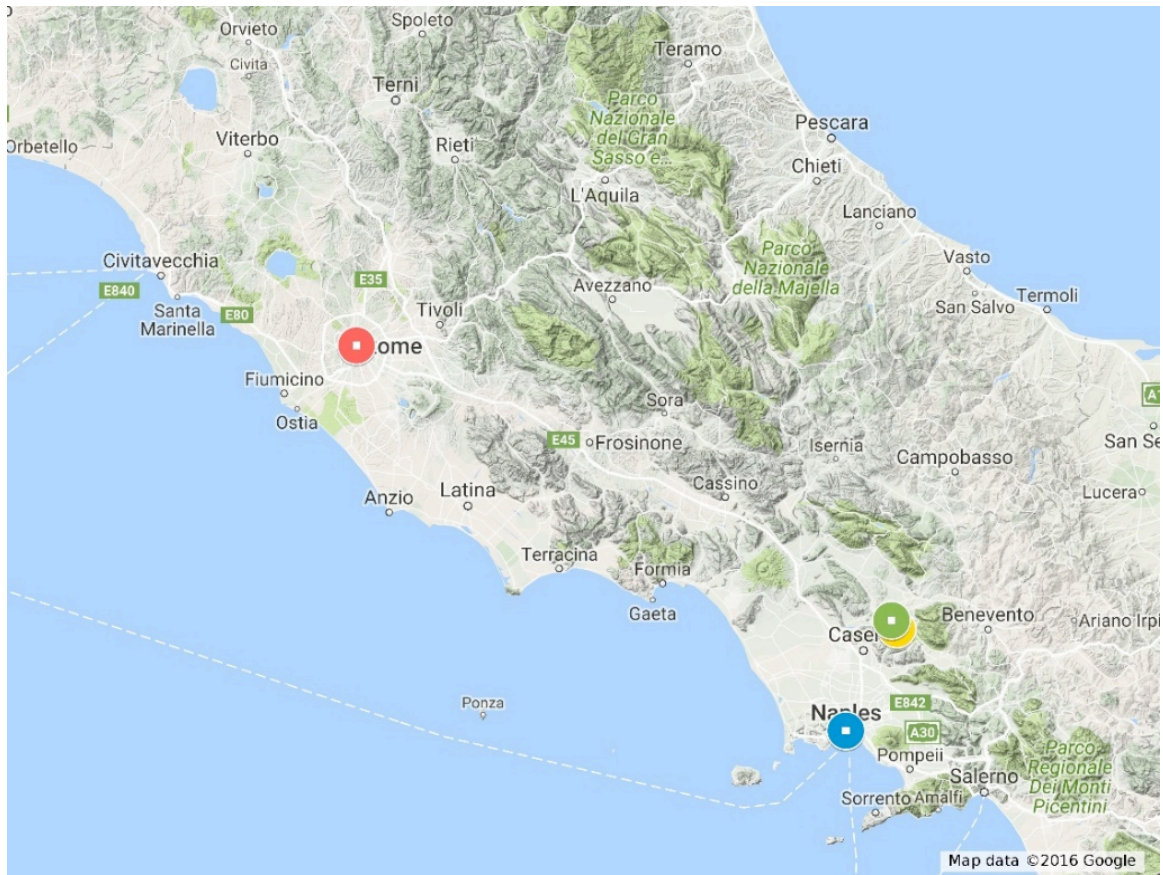 Spoleto
Orvieto
Civita
Teramo
Terni
Parco
Nazionale
del Gran
Sasso e...
Pescara
Orbetello
Viterbo
Rieti
Chieti
L'Aquila
Lanciano
Civitavecchia
E840
E35
Parco
Nazionale
della Majella
Vasto
Avezzano
San Salvo
Termoli
Santa
Marinella
E80
Tivoli
ome
Fiumicino
Ostia
Sora
E45
Frosinone
Isernia
San Se
Campobasso
Cassino
Lucera
Anzio
Latina
Terracina
Formia
Gaeta
Benevento
Ariano Irpi
Caser
Ponza
E842
Naples
A30
Pompeii
Parco
Regionale
Dei Monti
Picentini
Salerno
Sorrento
Amalfi
Map data ©2016 Google